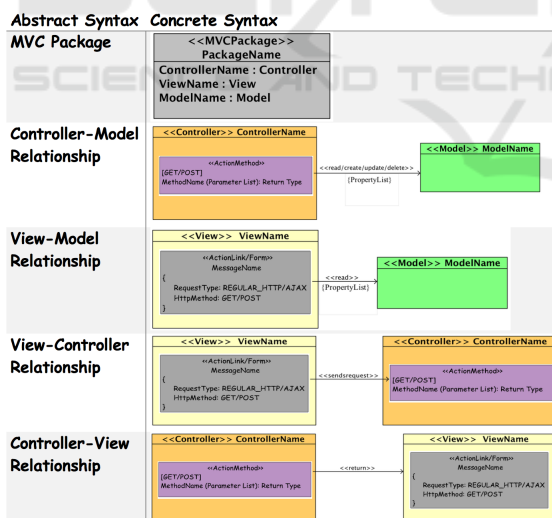 Abstract Syntax Concrete Syntax
MVC Package
<<MVCPackage>>
PackageName
ControllerName : Controller
ViewName : View
ModelName : Model
SCIEN AND TECH
Controller-Model
Relationship
<<Controller>> ControllerName
<<ActionMethod>>
[GET/POST]
MethodName (Parameter List): Return Type
<<read/create/update/delete>>
{PropertyList}
<<Model>> ModelName
View-Model
Relationship
<<View>> ViewName
<<ActionLink/Form>>
MessageName
{
RequestType: REGULAR_HTTP/AJAX
HttpMethod: GET/POST
}
<<read>>
{PropertyList}
<<Model>> ModelName
View-Controller
Relationship
<<View>> ViewName
<<ActionLink/Form>>
MessageName
{
RequestType: REGULAR_HTTP/AJAX
HttpMethod: GET/POST
}
<<sendsrequest>>
<<Controller>> ControllerName
<<ActionMethod>>
[GET/POST]
MethodName (Parameter List): Return Type
Controller-View
Relationship
<<Controller>> ControllerName
<<ActionMethod>>
[GET/POST]
MethodName (Parameter List): Return Type
<<return>>
<<View>> ViewName
<<ActionLink/Form>>
MessageName
{
RequestType: REGULAR_HTTP/AJAX
HttpMethod: GET/POST
}